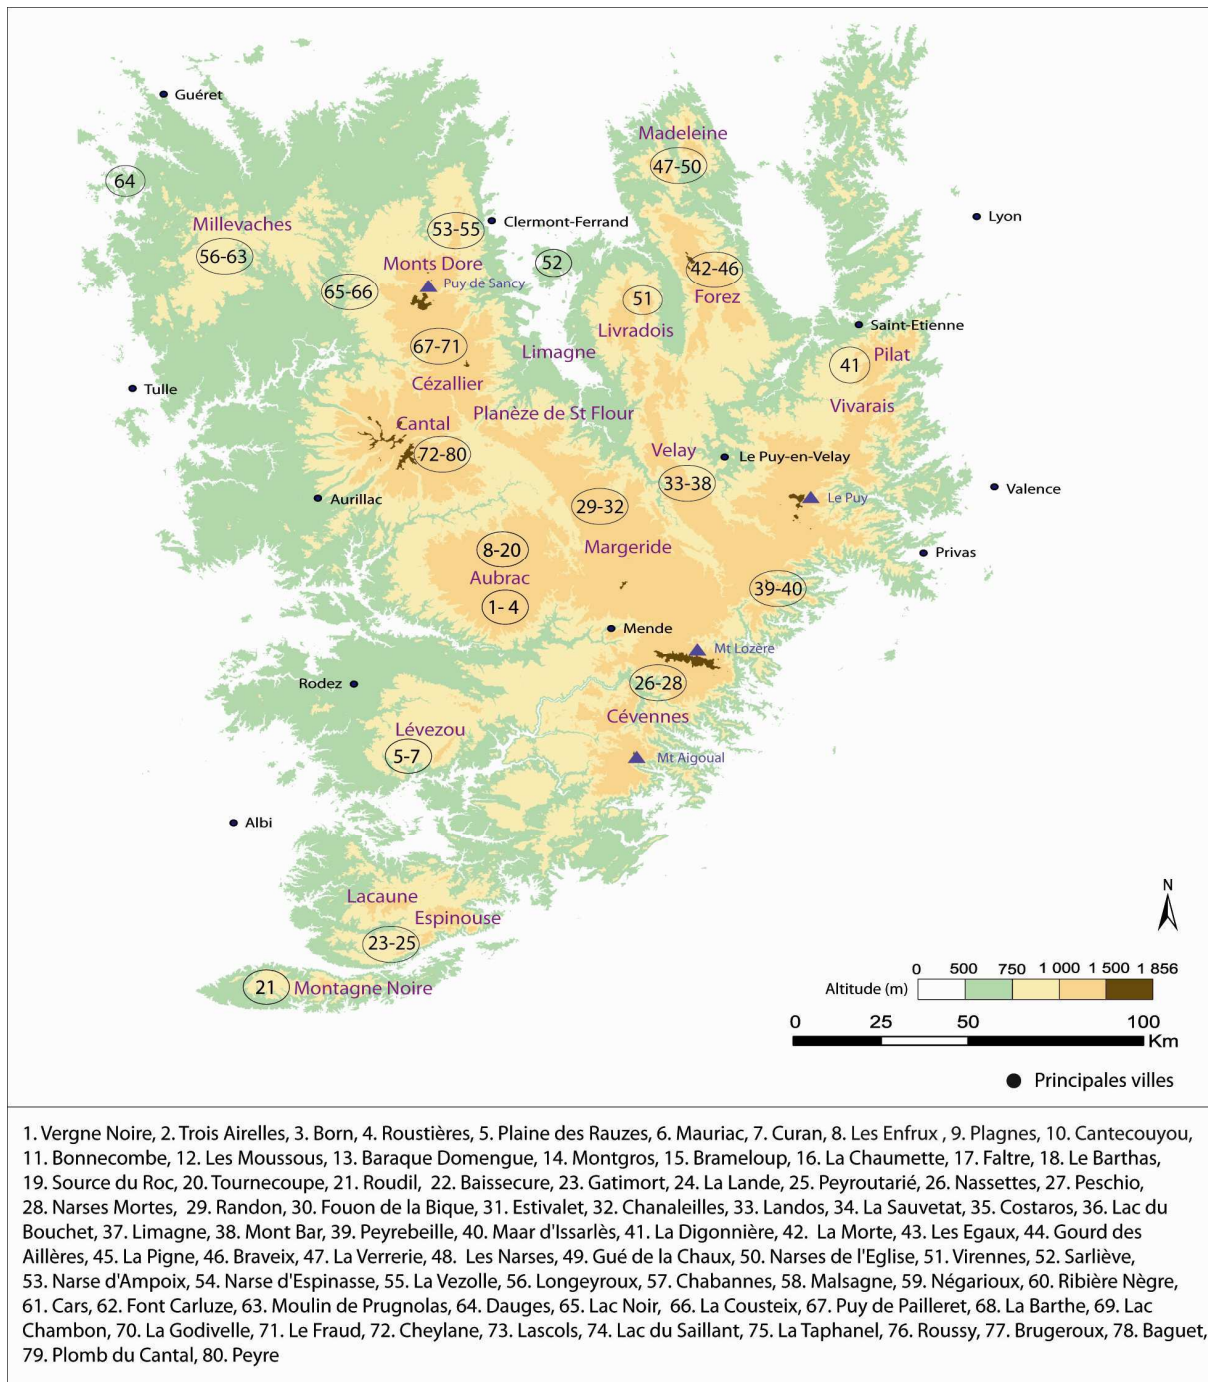 Guéret
Madeleine
47-50
64
Lyon
Millevaches
53-55
Clermont-Ferrand
56-63
Monts Dore
52
42-46
65-66
Puy de Sancy
51
Forez
Livradois
Saint-Etienne
67-71
Limagne
41
Pilat
Tulle
Cézallier
Vivarais
Planèze de St Flour
Cantal
72-80
Velay
Le Puy-en-Velay
33-38
Aurillac
29-32
Le Puy
Valence
8-20
Margeride
Privas
Aubrac
39-40
1- 4
Mende
Mt Lozère
Rodez
26-28
Cévennes
Lévezou
5-7
Mt Aigoual
Albi
Lacaune
Espinouse
N
23-25
21
Montagne Noire
0 500 750 1 000 1 500 1 856
Altitude (m)
0 25 50 100
Km
Principales villes
1. Vergne Noire, 2. Trois Airelles, 3. Born, 4. Roustières, 5. Plaine des Rauzes, 6. Mauriac, 7. Curan, 8. Les Enfrux , 9. Plagnes, 10. Cantecouyou,
11. Bonnecombe, 12. Les Moussous, 13. Baraque Domengue, 14. Montgros, 15. Brameloup, 16. La Chaumette, 17. Faltre, 18. Le Barthas,
19. Source du Roc, 20. Tournecoupe, 21. Roudil, 22. Baissecure, 23. Gatimort, 24. La Lande, 25. Peyroutarié, 26. Nassettes, 27. Peschio,
28. Narses Mortes, 29. Randon, 30. Fouon de la Bique, 31. Estivalet, 32. Chanaleilles, 33. Landos, 34. La Sauvetat, 35. Costaros, 36. Lac du
Bouchet, 37. Limagne, 38. Mont Bar, 39. Peyrebeille, 40. Maar d'Issarlès, 41. La Digonnière, 42. La Morte, 43. Les Egaux, 44. Gourd des
Aillères, 45. La Pigne, 46. Braveix, 47. La Verrerie, 48. Les Narses, 49. Gué de la Chaux, 50. Narses de l'Eglise, 51. Virennes, 52. Sarliève,
53. Narse d'Ampoix, 54. Narse d'Espinasse, 55. La Vezolle, 56. Longeyroux, 57. Chabannes, 58. Malsagne, 59. Négarioux, 60. Ribière Nègre,
61. Cars, 62. Font Carluze, 63. Moulin de Prugnolas, 64. Dauges, 65. Lac Noir, 66. La Cousteix, 67. Puy de Pailleret, 68. La Barthe, 69. Lac
Chambon, 70. La Godivelle, 71. Le Fraud, 72. Cheylane, 73. Lascols, 74. Lac du Saillant, 75. La Taphanel, 76. Roussy, 77. Brugeroux, 78. Baguet,
79. Plomb du Cantal, 80. Peyre